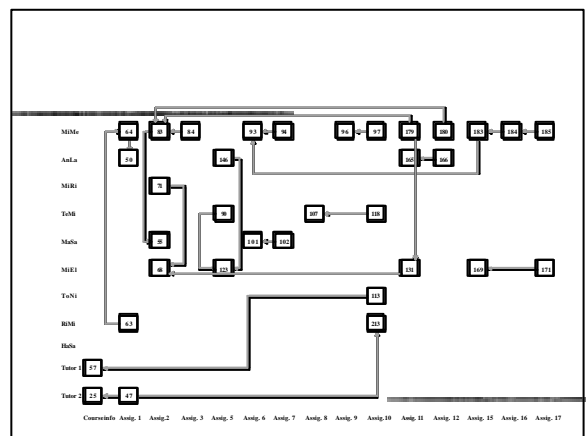 MiMe 64 83 84 93 94 96 97 179 180 183 184 185
AnLa 50 146 165 166
MiRi 71
TeMi 90 107 118
MaSa 55 101 102
MiEl 68 123 131 169 171
ToNi 113
RiMi 63 213
HaSa
Tutor 1 57
Tutor 2 25 47
Courseinfo Assig. 1 Assig.2 Assig. 3 Assig. 5 Assig. 6 Assig. 7 Assig. 8 Assig. 9 Assig.10 Assig. 11 Assig. 12 Assig. 15 Assig. 16 Assig. 17